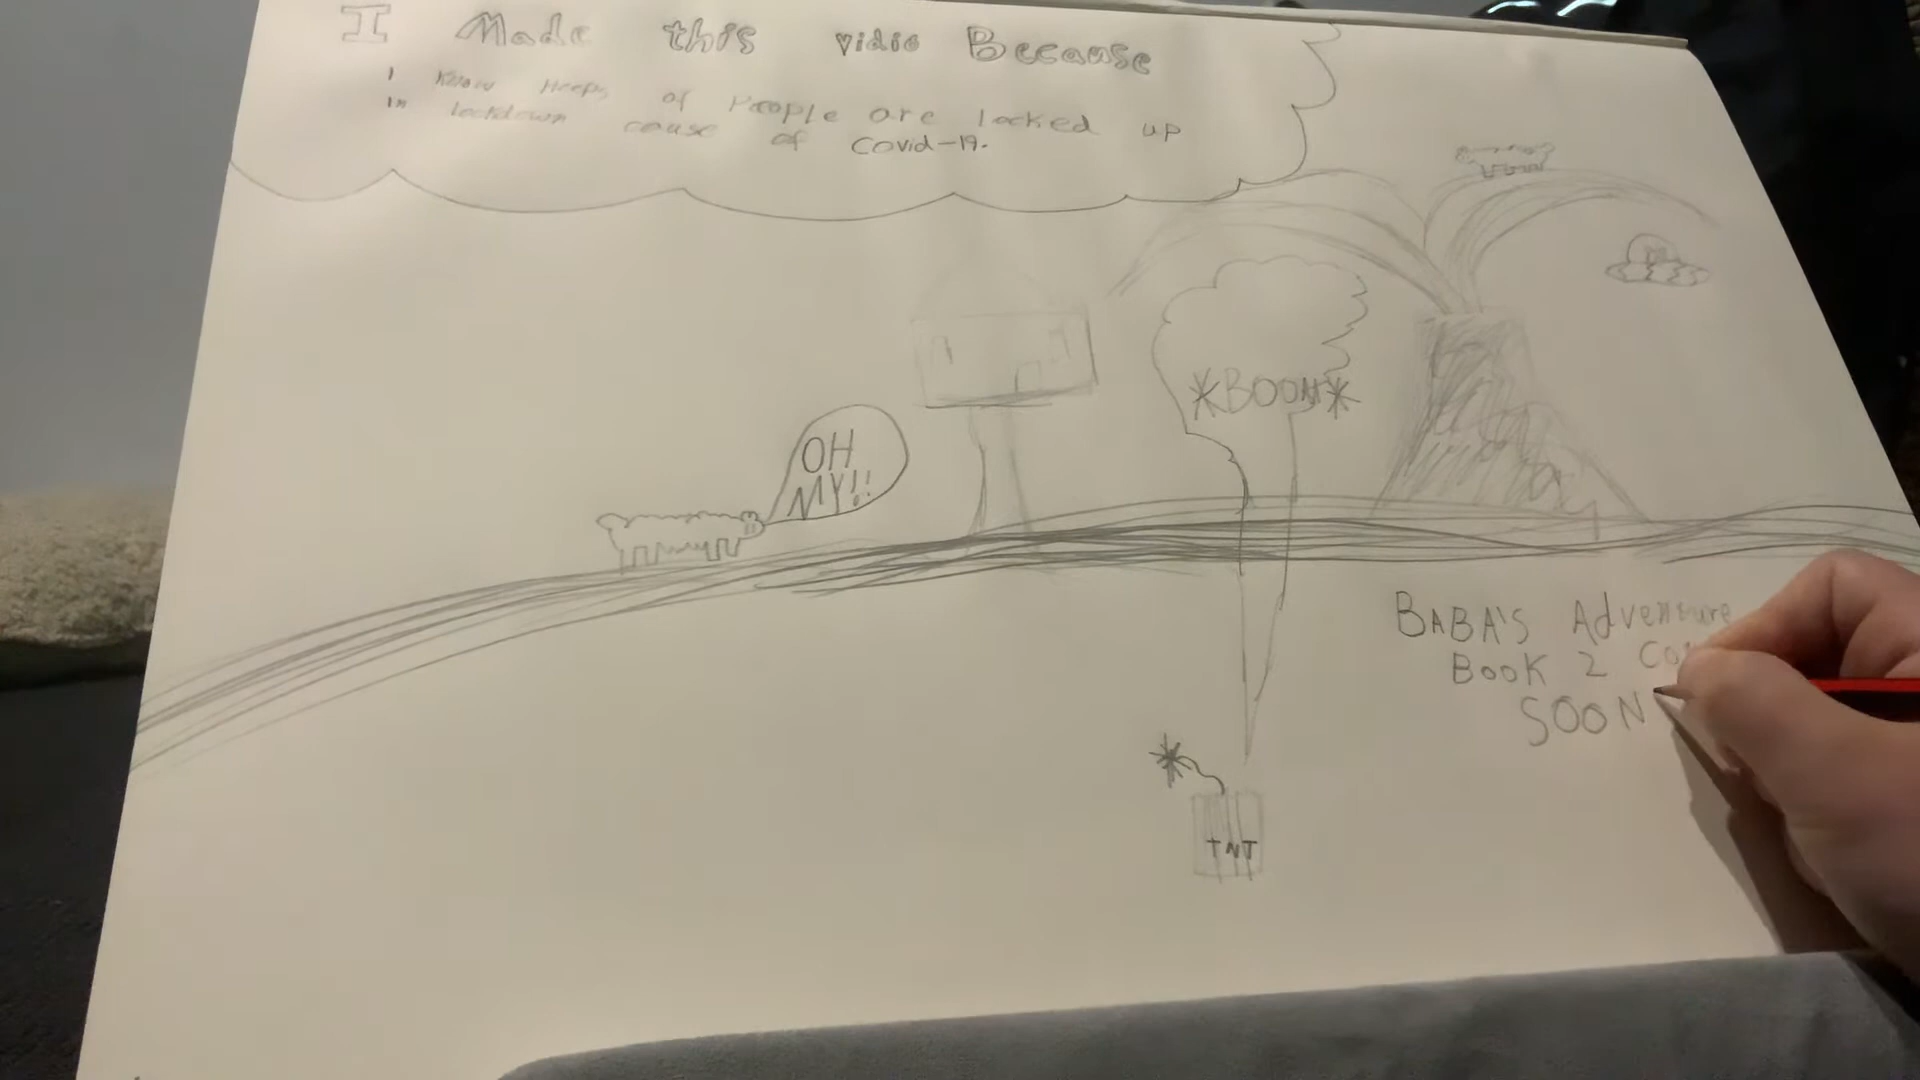 I Made this vidio Because
I Know Heeps of People are locked up
in lockdown cause of Covid-19.
*BOOM*
OH
MY!!
BABA'S Adventure
BOOK 2
SOON
TNT